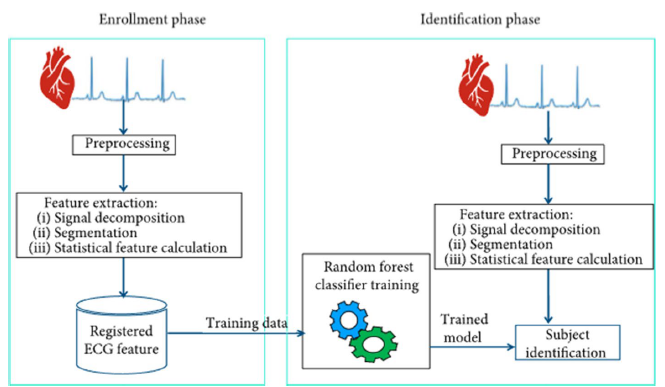 Enrollment phase
Preprocessing
Feature extraction:
(i) Signal decomposition
(ii) Segmentation
(iii) Statistical feature calculation
Registered
ECG feature
Training data
Identification phase
Preprocessing
Feature extraction:
(i) Signal decomposition
(ii) Segmentation
(iii) Statistical feature calculation
Random forest
classifier training
Trained
model
Subject
identification